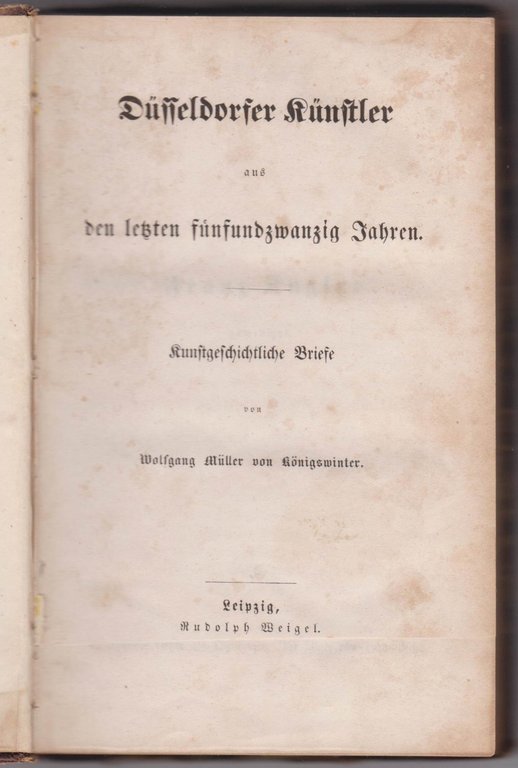 Düsseldorfer Künstler
aus
den letzten fünfundzwanzig Jahren.
Kunstgeschichtliche Briefe
von
Wolfgang Müller von Königswinter.
Leipzig,
Rudolph Weigel.